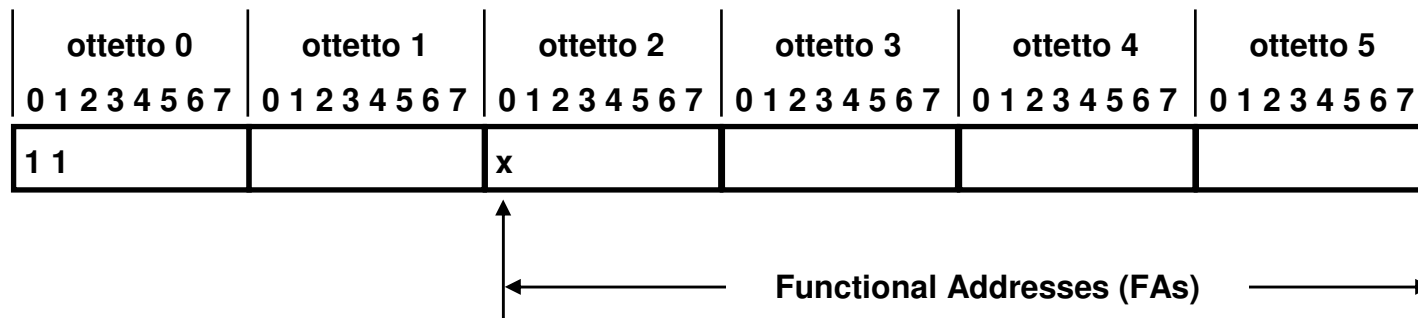 ottetto 0 ottetto 1 ottetto 2 ottetto 3 ottetto 4 ottetto 5
0 1 2 3 4 5 6 7 0 1 2 3 4 5 6 7 0 1 2 3 4 5 6 7 0 1 2 3 4 5 6 7 0 1 2 3 4 5 6 7 0 1 2 3 4 5 6 7
1 1 x
Functional Addresses (FAs)